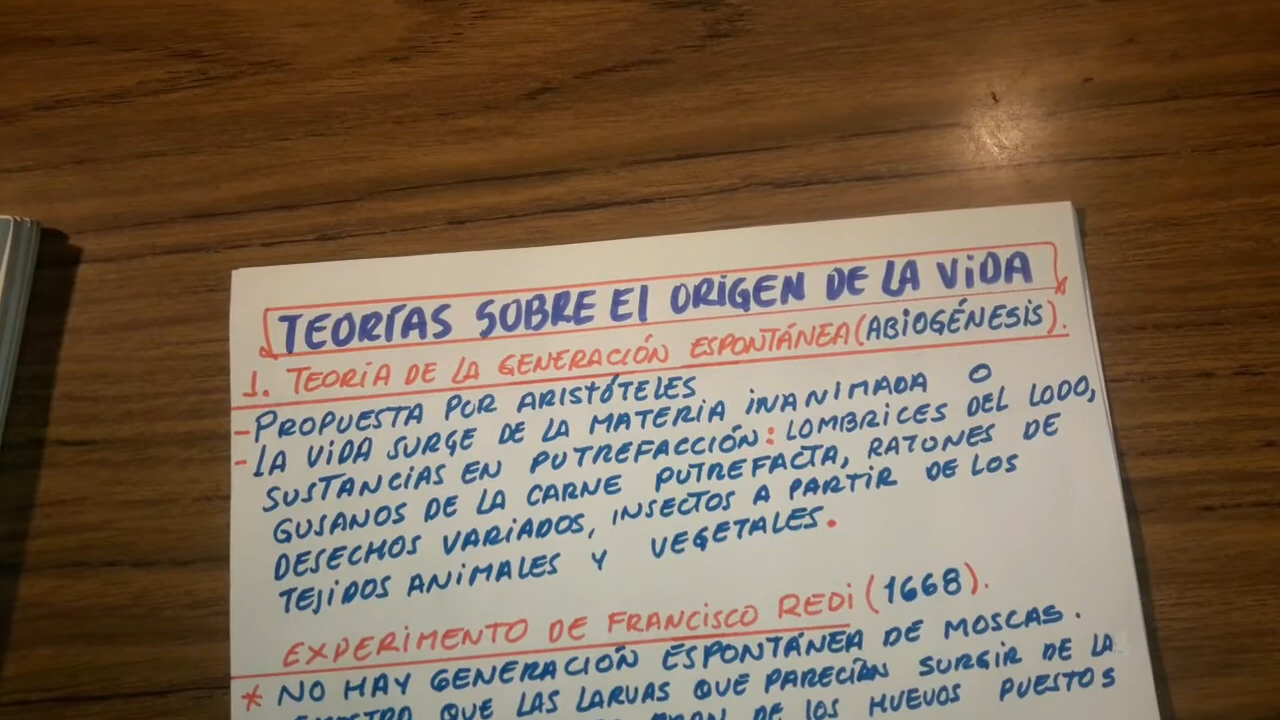 TEORÍAS SOBRE El ORIGEN DE LA ViDA
1. TEORÍA DE LA GENERACIÓN ESPONTÁNEA (ABIOGÉNESIS).
- PROPUESTA POR ARISTÓTELES
- LA ViDA SURGE DE LA MATERIA INANIMADA O
SUSTANCIAS EN PUTREFACCIÓN: LOMBRICES DEL LODO,
GUSANOS DE LA CARNE PUTREFACTA, RATONES DE
DESECHOS VARIADOS, INSECTOS A PARTIR DE LOS
TEJIDOS ANIMALES Y VEGETALES.
EXPERIMENTO DE FRANCISCO REDI (1668).
* NO HAY GENERACIÓN ESPONTÁNEA DE MOSCAS.
QUE LAS LARVAS QUE PARECÍAN SURGIR DE LA
DE LOS HUEVOS PUESTOS